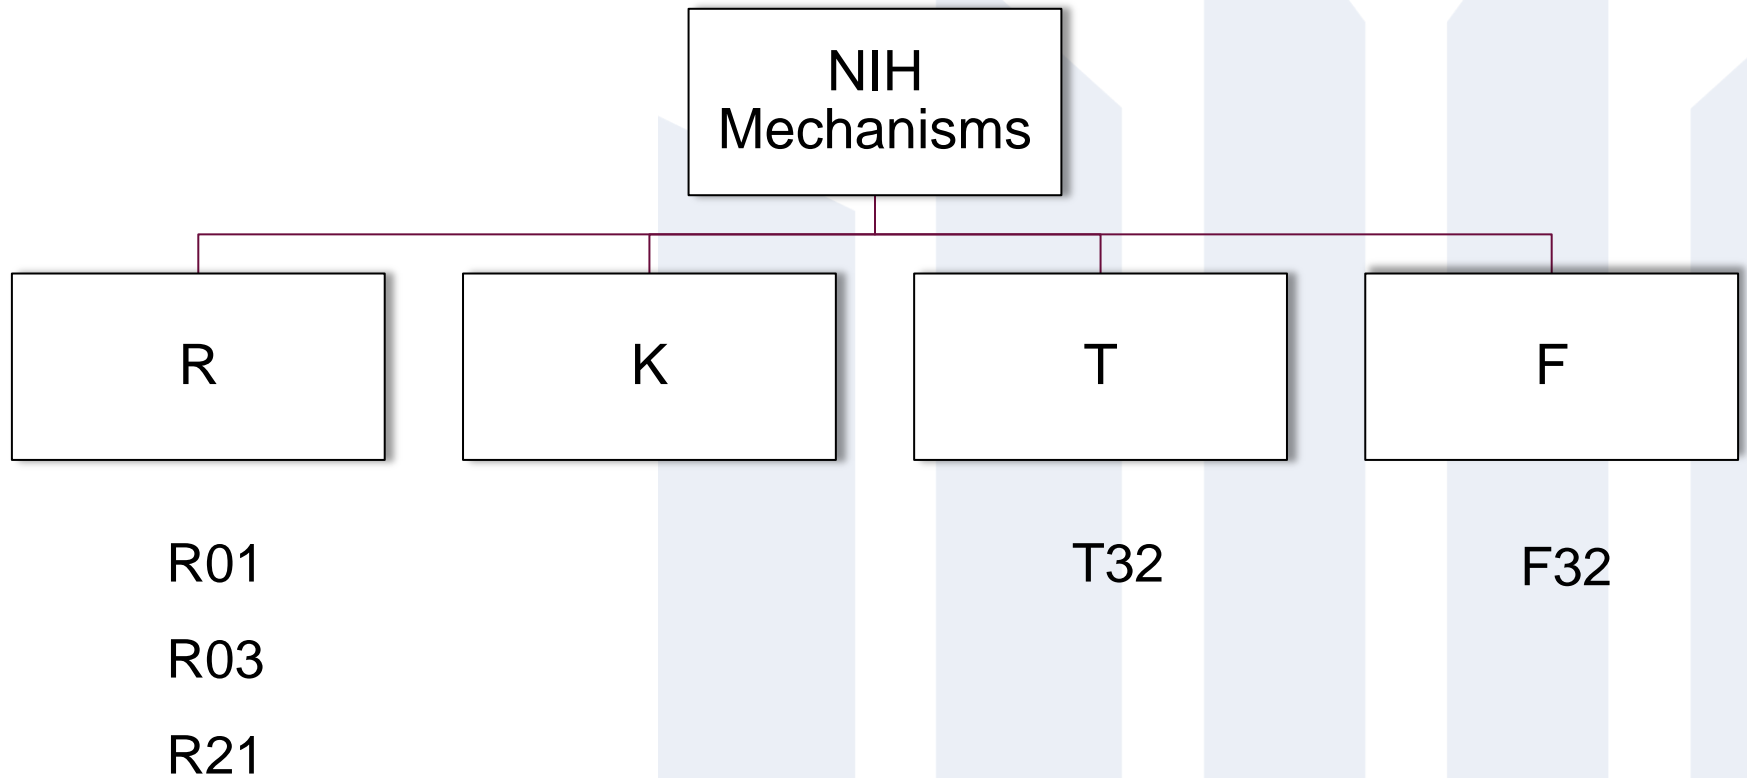 NIH
Mechanisms
R
K
T
F
R01
T32
F32
R03
R21